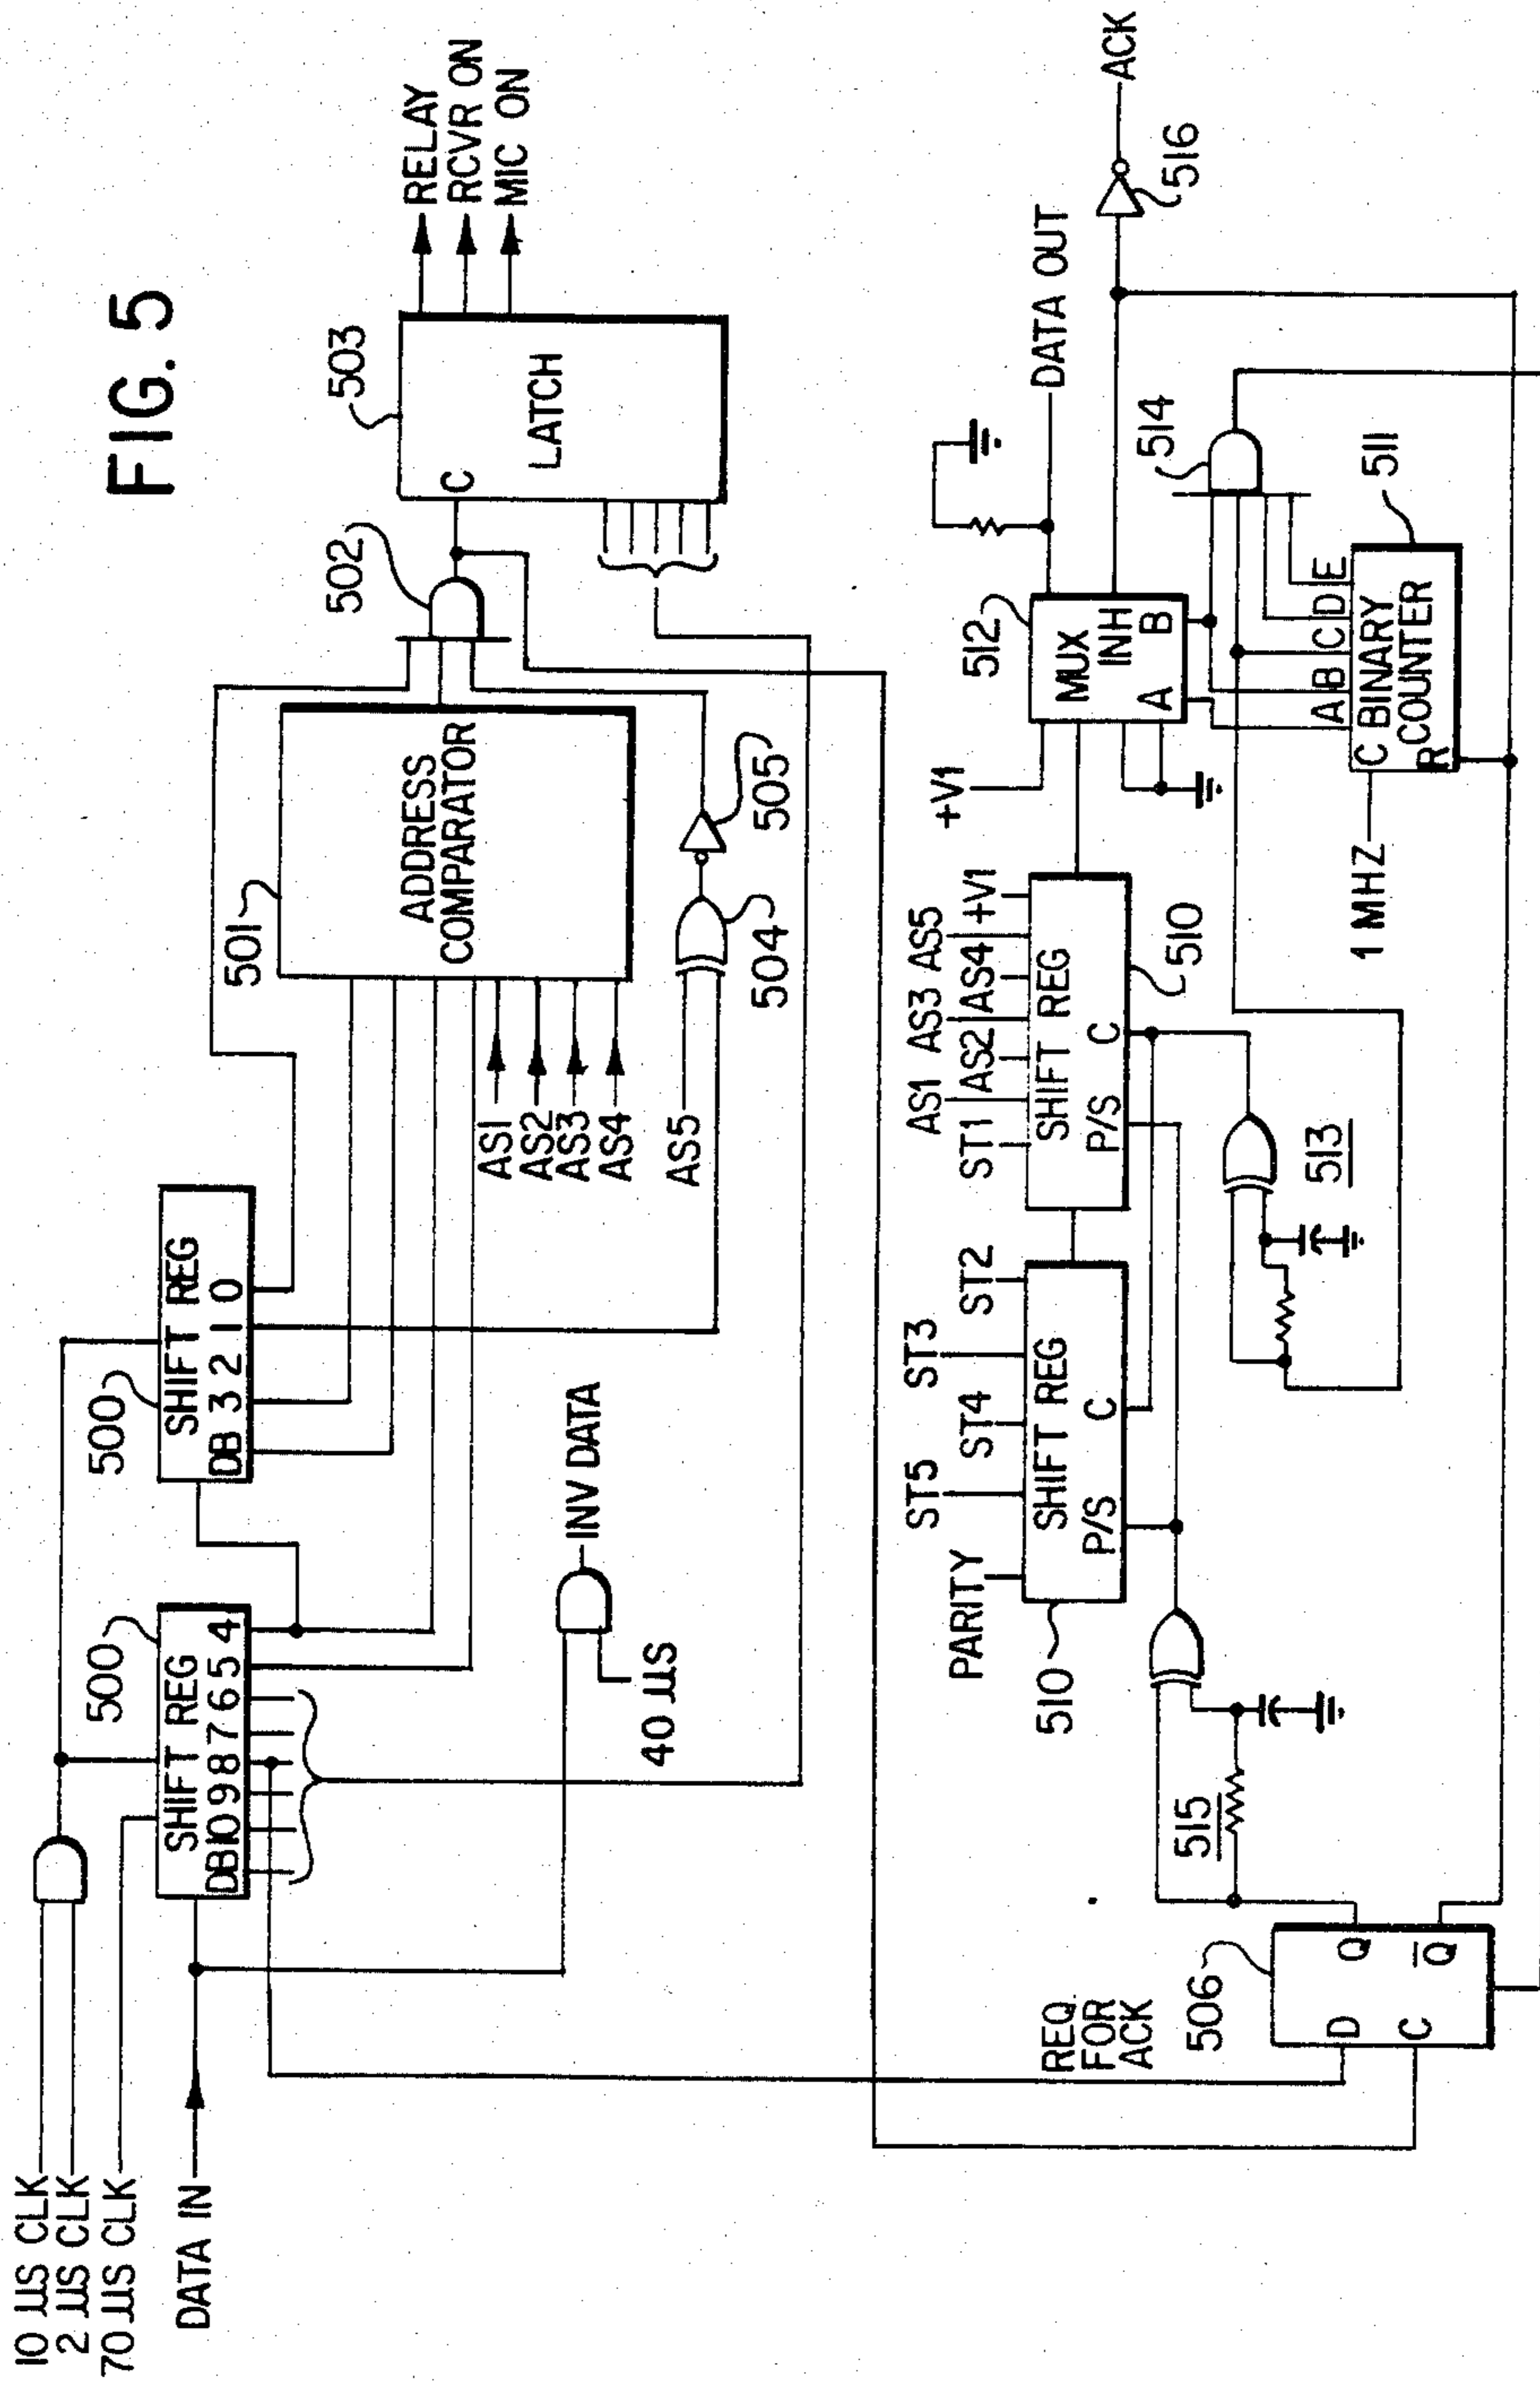 FIG. 5
10 µS CLK
2 µS CLK
70 µS CLK
DATA IN
500
SHIFT REG
DB10 9 8 7 6 5 4
500
SHIFT REG
DB 3 2 1 0
40 µS
INV DATA
501
ADDRESS
COMPARATOR
AS1
AS2
AS3
AS4
AS5
504
505
502
503
C
LATCH
RELAY
RCVR ON
MIC ON
REQ
FOR
ACK
506
D
C
Q
Q
515
510
PARITY
ST5
ST4
ST3
ST2
SHIFT REG
P/S
C
ST1
AS1
AS2
AS3
AS4
AS5
+V1
SHIFT REG
P/S
C
510
513
+V1
512
MUX
INH
A
B
DATA OUT
ACK
516
514
511
1 MHZ
A B C D E
C BINARY
COUNTER
R